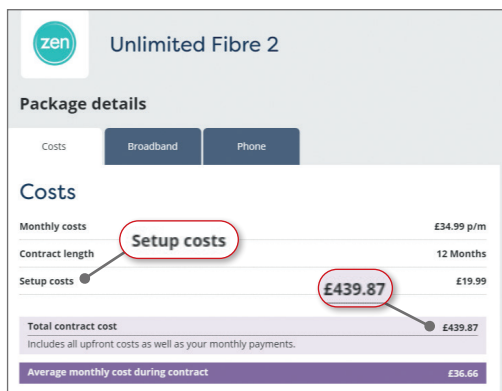 zen
Unlimited Fibre 2
Package details
Costs Broadband Phone
Costs
Monthly costs £34.99 p/m
Setup costs
Contract length 12 Months
Setup costs £19.99
£439.87
Total contract cost £439.87
Includes all upfront costs as well as your monthly payments.
Average monthly cost during contract £36.66